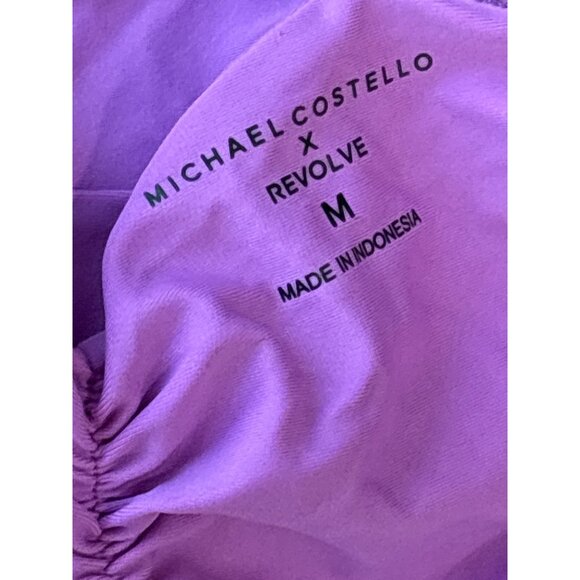 MICHAEL COSTELLO
X
REVOLVE
M
MADE IN INDONESIA